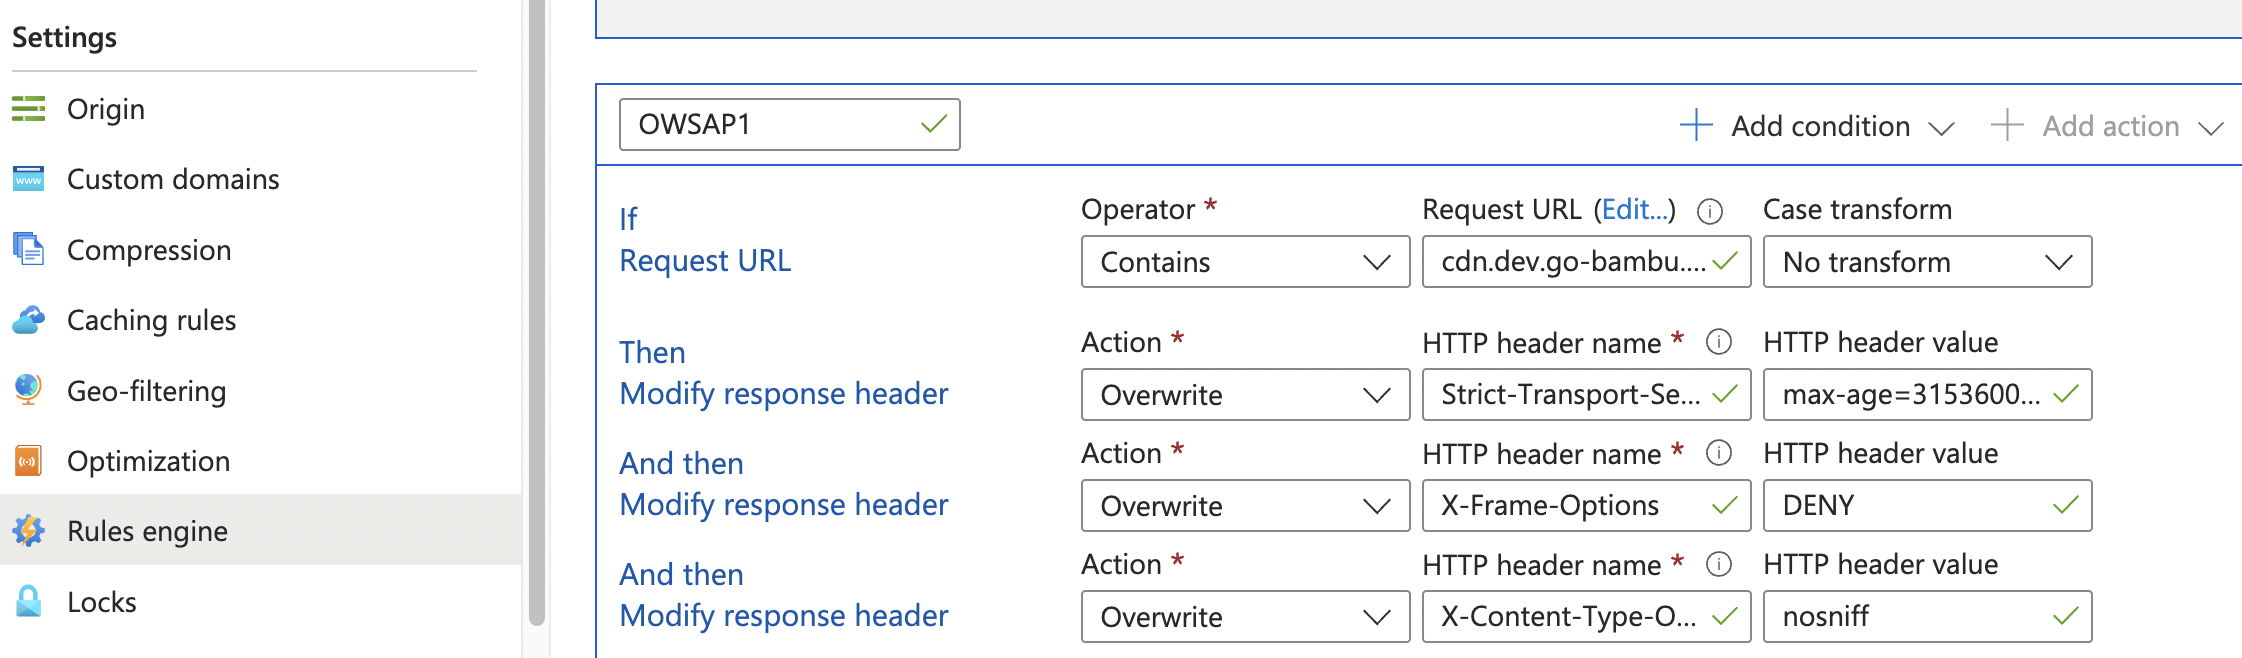 Settings
Origin
Custom domains
Compression
Caching rules
Geo-filtering
Optimization
Rules engine
Locks
OWSAP1
Add condition
Add action
If
Request URL
Operator *
Request URL (Edit...)
Case transform
Contains
cdn.dev.go-bambu....
No transform
Then
Modify response header
Action *
HTTP header name *
HTTP header value
Overwrite
Strict-Transport-Se...
max-age=3153600...
And then
Modify response header
Action *
HTTP header name *
HTTP header value
Overwrite
X-Frame-Options
DENY
And then
Modify response header
Action *
HTTP header name *
HTTP header value
Overwrite
X-Content-Type-O...
nosniff